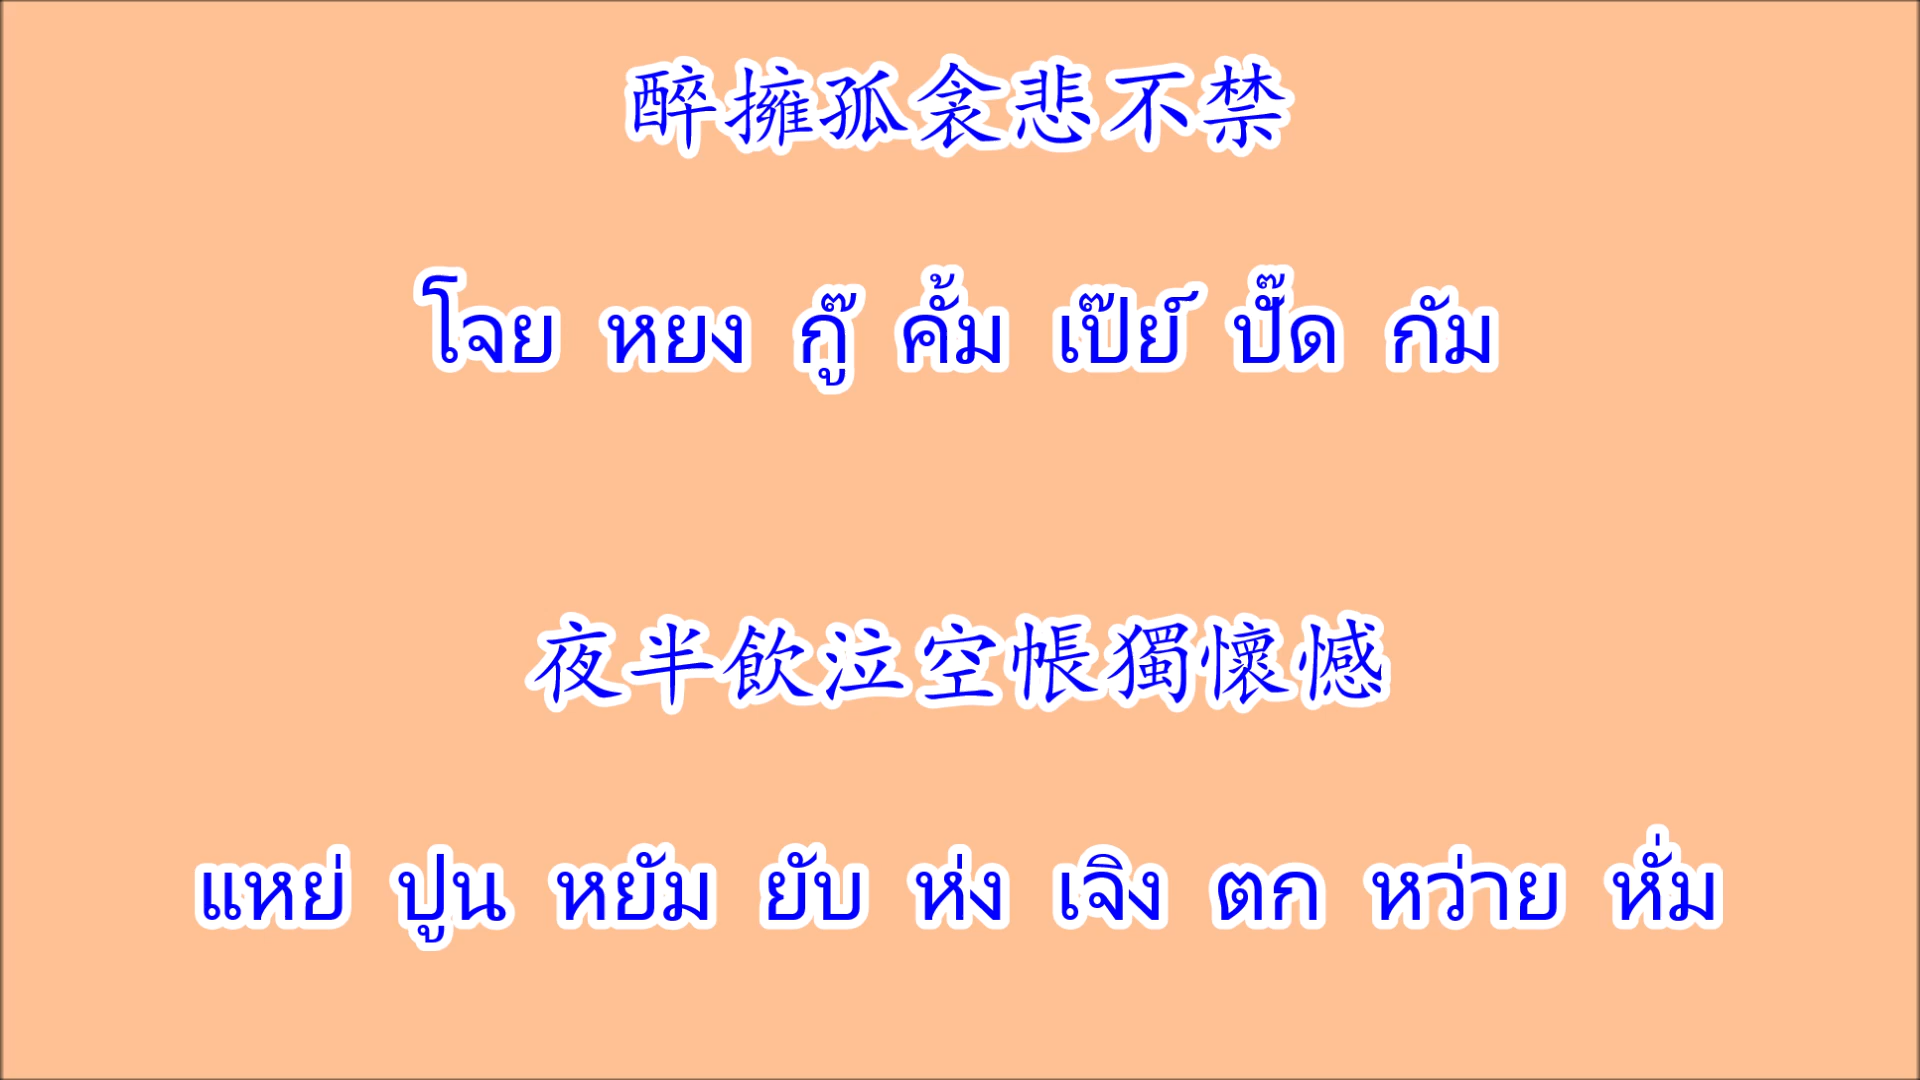 醉擁孤衾悲不禁
โจย หยง กู๊ คั้ม เป๊ย์ ปั๊ด กัม
夜半飲泣空帳獨懷憾
แหย่ ปูน หยัม ยับ ห่ง เจิง ตก หว่าย หั่ม